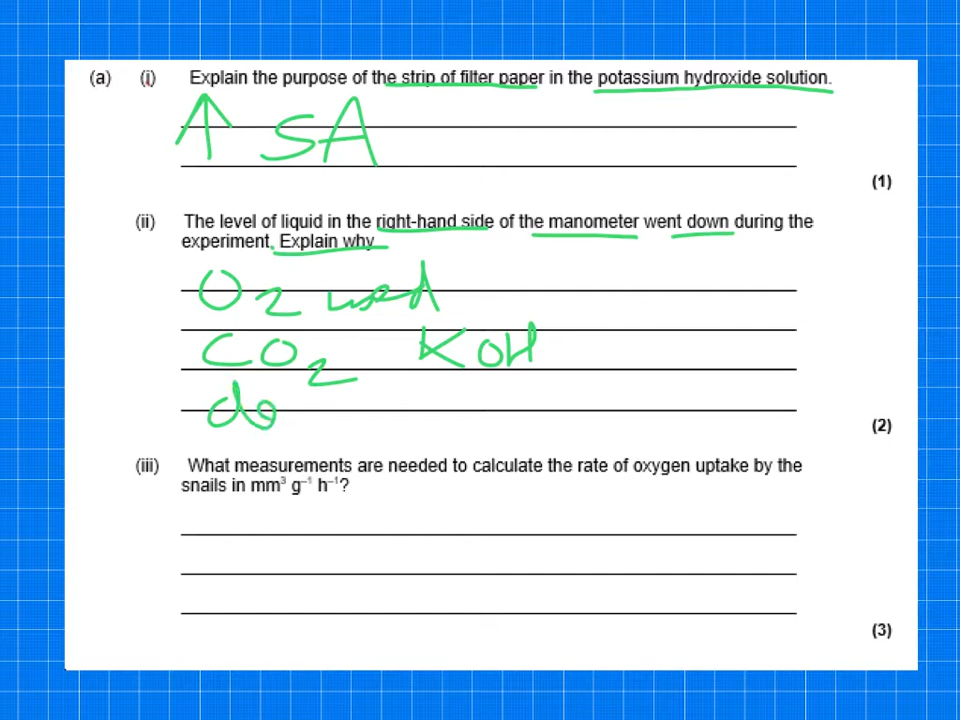 (a) (i) Explain the purpose of the strip of filter paper in the potassium hydroxide solution.
↑ SA
(1)
(ii) The level of liquid in the right-hand side of the manometer went down during the
experiment. Explain why.
O2 used
CO2 KOH
do
(2)
(iii) What measurements are needed to calculate the rate of oxygen uptake by the
snails in mm³ g⁻¹ h⁻¹?
(3)